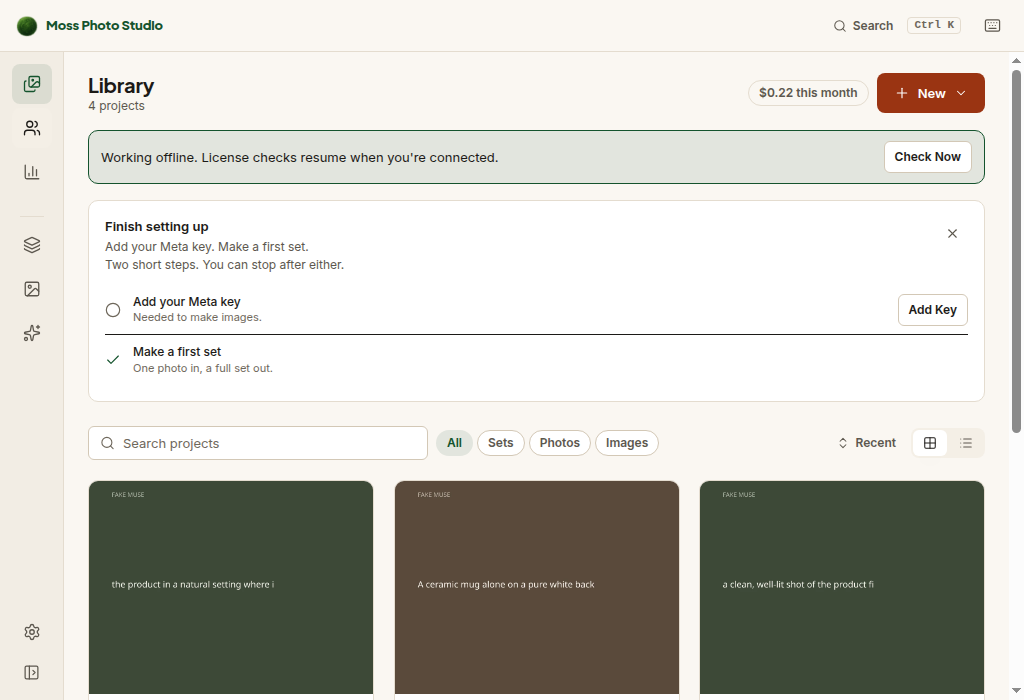 Moss Photo Studio
Search
Ctrl K
Library
4 projects
$0.22 this month
New
Working offline. License checks resume when you're connected.
Check Now
Finish setting up
Add your Meta key. Make a first set.
Two short steps. You can stop after either.
Add your Meta key
Needed to make images.
Add Key
Make a first set
One photo in, a full set out.
Search projects
All
Sets
Photos
Images
Recent
FAKE MUSE
the product in a natural setting where i
FAKE MUSE
A ceramic mug alone on a pure white back
FAKE MUSE
a clean, well-lit shot of the product fi